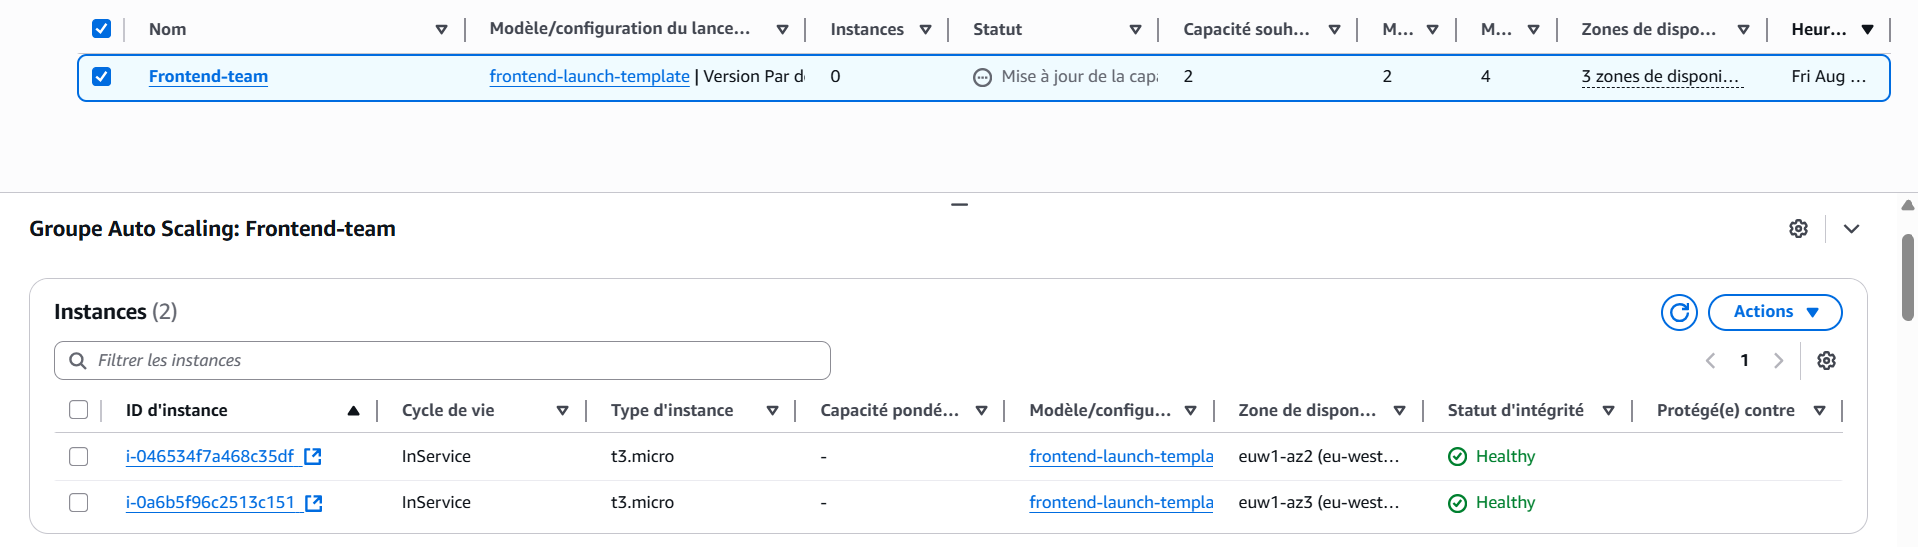 Nom Modèle/configuration du lance... Instances Statut Capacité souh... M... M... Zones de dispo... Heur...
Frontend-team frontend-launch-template | Version Par d 0 Mise à jour de la capa 2 2 4 3 zones de disponi... Fri Aug ...
Groupe Auto Scaling: Frontend-team
Instances (2)
Actions
Filtrer les instances
1
ID d'instance Cycle de vie Type d'instance Capacité pondé... Modèle/configu... Zone de dispon... Statut d'intégrité Protégé(e) contre
i-046534f7a468c35df InService t3.micro - frontend-launch-templa euw1-az2 (eu-west... Healthy
i-0a6b5f96c2513c151 InService t3.micro - frontend-launch-templa euw1-az3 (eu-west... Healthy